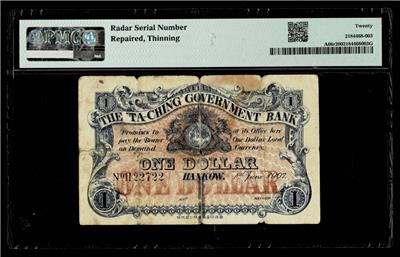 Radar Serial Number
Repaired, Thinning
Twenty
2184468-003
PMG
1
1
THE TA-CHING GOVERNMENT BANK
Promises to pay the Bearer on Demand
at its Office here One Dollar Local Currency.
ONE DOLLAR
No H22722
HANKOW.
1st June 1907.
ONE DOLLAR
1
1